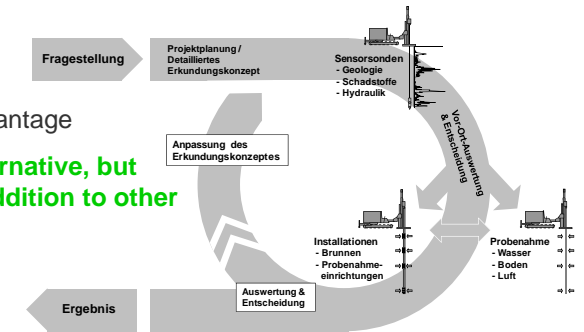 Fragestellung
Projektplanung /
Detailliertes
Erkundungskonzept
Sensorsonden
- Geologie
- Schadstoffe
- Hydraulik
Vor-Ort-Auswertung
& Entscheidung
antage
rnative, but
ddition to other
Anpassung des
Erkundungskonzeptes
Installationen
- Brunnen
- Probenahme-
einrichtungen
Probenahme
- Wasser
- Boden
- Luft
Auswertung &
Entscheidung
Ergebnis